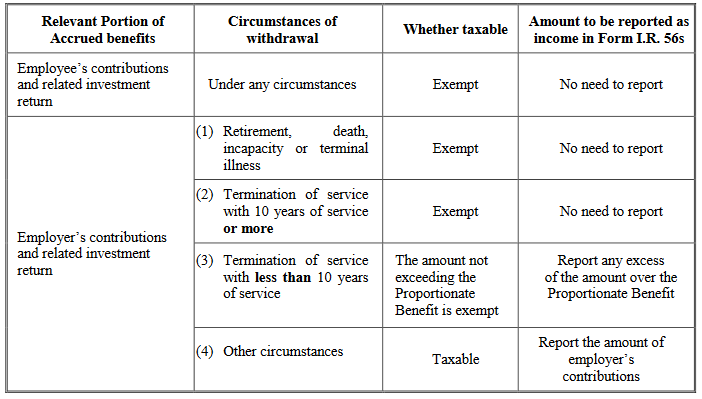 Relevant Portion of
Accrued benefits
Circumstances of
withdrawal
Whether taxable
Amount to be reported as
income in Form I.R. 56s
Employee’s contributions
and related investment
return
Under any circumstances
Exempt
No need to report
Employer’s contributions
and related investment
return
(1) Retirement, death,
incapacity or terminal
illness
Exempt
No need to report
(2) Termination of service
with 10 years of service
or more
Exempt
No need to report
(3) Termination of service
with less than 10 years
of service
The amount not
exceeding the
Proportionate
Benefit is exempt
Report any excess
of the amount over the
Proportionate Benefit
(4) Other circumstances
Taxable
Report the amount of
employer’s
contributions